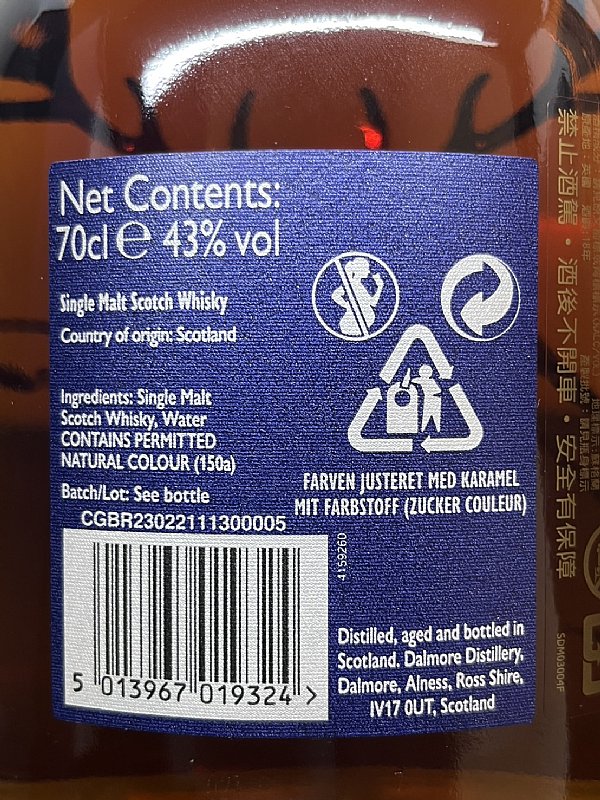 Net Contents:
70cl ℮ 43% vol
Single Malt Scotch Whisky
Country of origin: Scotland
Ingredients: Single Malt
Scotch Whisky, Water
CONTAINS PERMITTED
NATURAL COLOUR (150a)
Batch/Lot: See bottle
CGBR23022111300005
FARVEN JUSTERET MED KARAMEL
MIT FARBSTOFF (ZUCKER COULEUR)
4159260
5 013967 019324 >
Distilled, aged and bottled in
Scotland. Dalmore Distillery,
Dalmore, Alness, Ross Shire,
IV17 0UT, Scotland
禁止酒駕・酒後不開車・安全有保障
SDM03004F